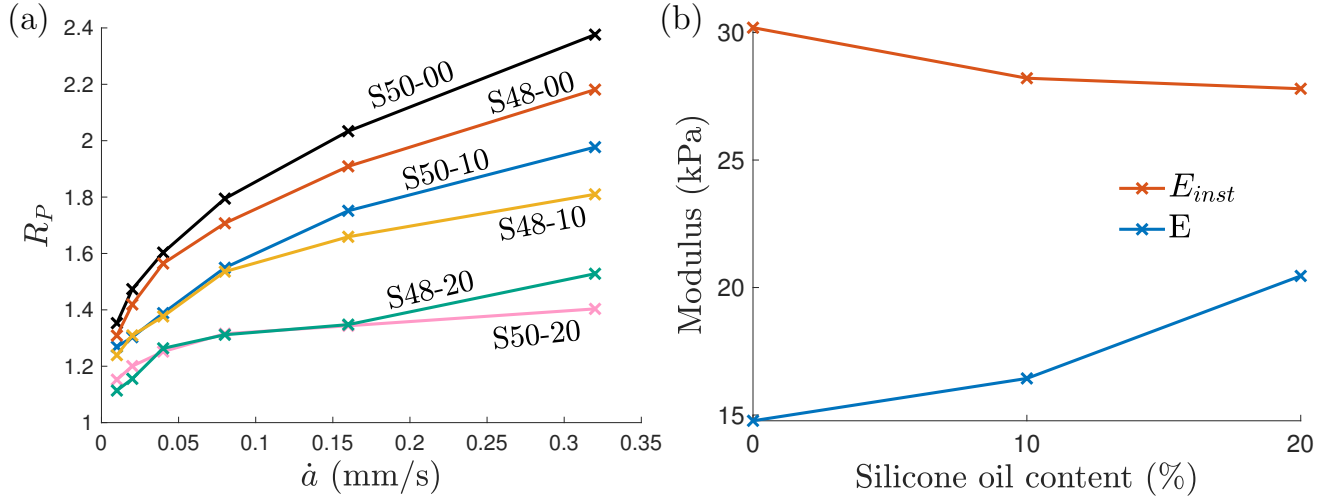 (a)
2.4
2.2
2
1.8
1.6
1.4
1.2
1
R_P
0 0.05 0.1 0.15 0.2 0.25 0.3 0.35
ȧ (mm/s)
S50-00
S48-00
S50-10
S48-10
S48-20
S50-20
(b)
30
25
20
15
Modulus (kPa)
0 10 20
Silicone oil content (%)
E_inst
E